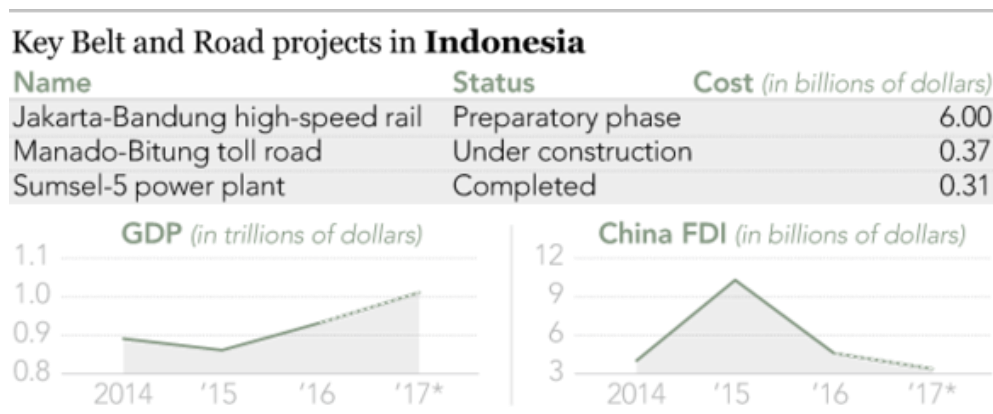 Key Belt and Road projects in Indonesia
Name Status Cost (in billions of dollars)
Jakarta-Bandung high-speed rail Preparatory phase 6.00
Manado-Bitung toll road Under construction 0.37
Sumsel-5 power plant Completed 0.31
GDP (in trillions of dollars)
1.1
1.0
0.9
0.8
2014 '15 '16 '17*
China FDI (in billions of dollars)
12
9
6
3
2014 '15 '16 '17*